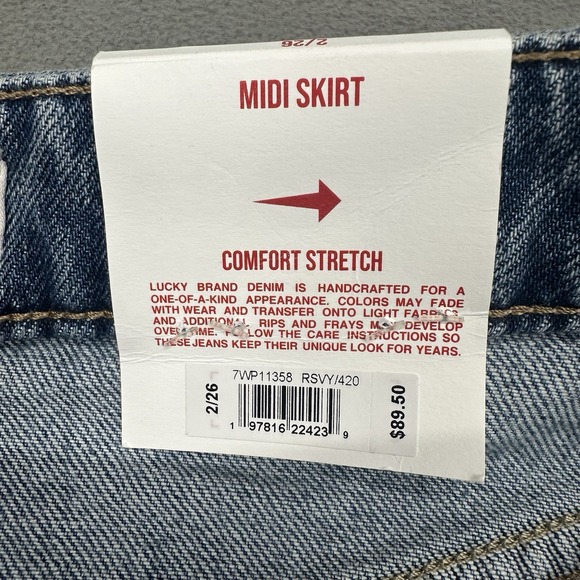 2/26
MIDI SKIRT
COMFORT STRETCH
LUCKY BRAND DENIM IS HANDCRAFTED FOR A
ONE-OF-A-KIND APPEARANCE. COLORS MAY FADE
WITH WEAR AND TRANSFER ONTO LIGHT FABRICS
AND ADDITIONAL RIPS AND FRAYS MAY DEVELOP
OVER TIME. FOLLOW THE CARE INSTRUCTIONS SO
THESE JEANS KEEP THEIR UNIQUE LOOK FOR YEARS.
7WP11358 RSVY/420
2/26
1 97816 22423 9
$89.50